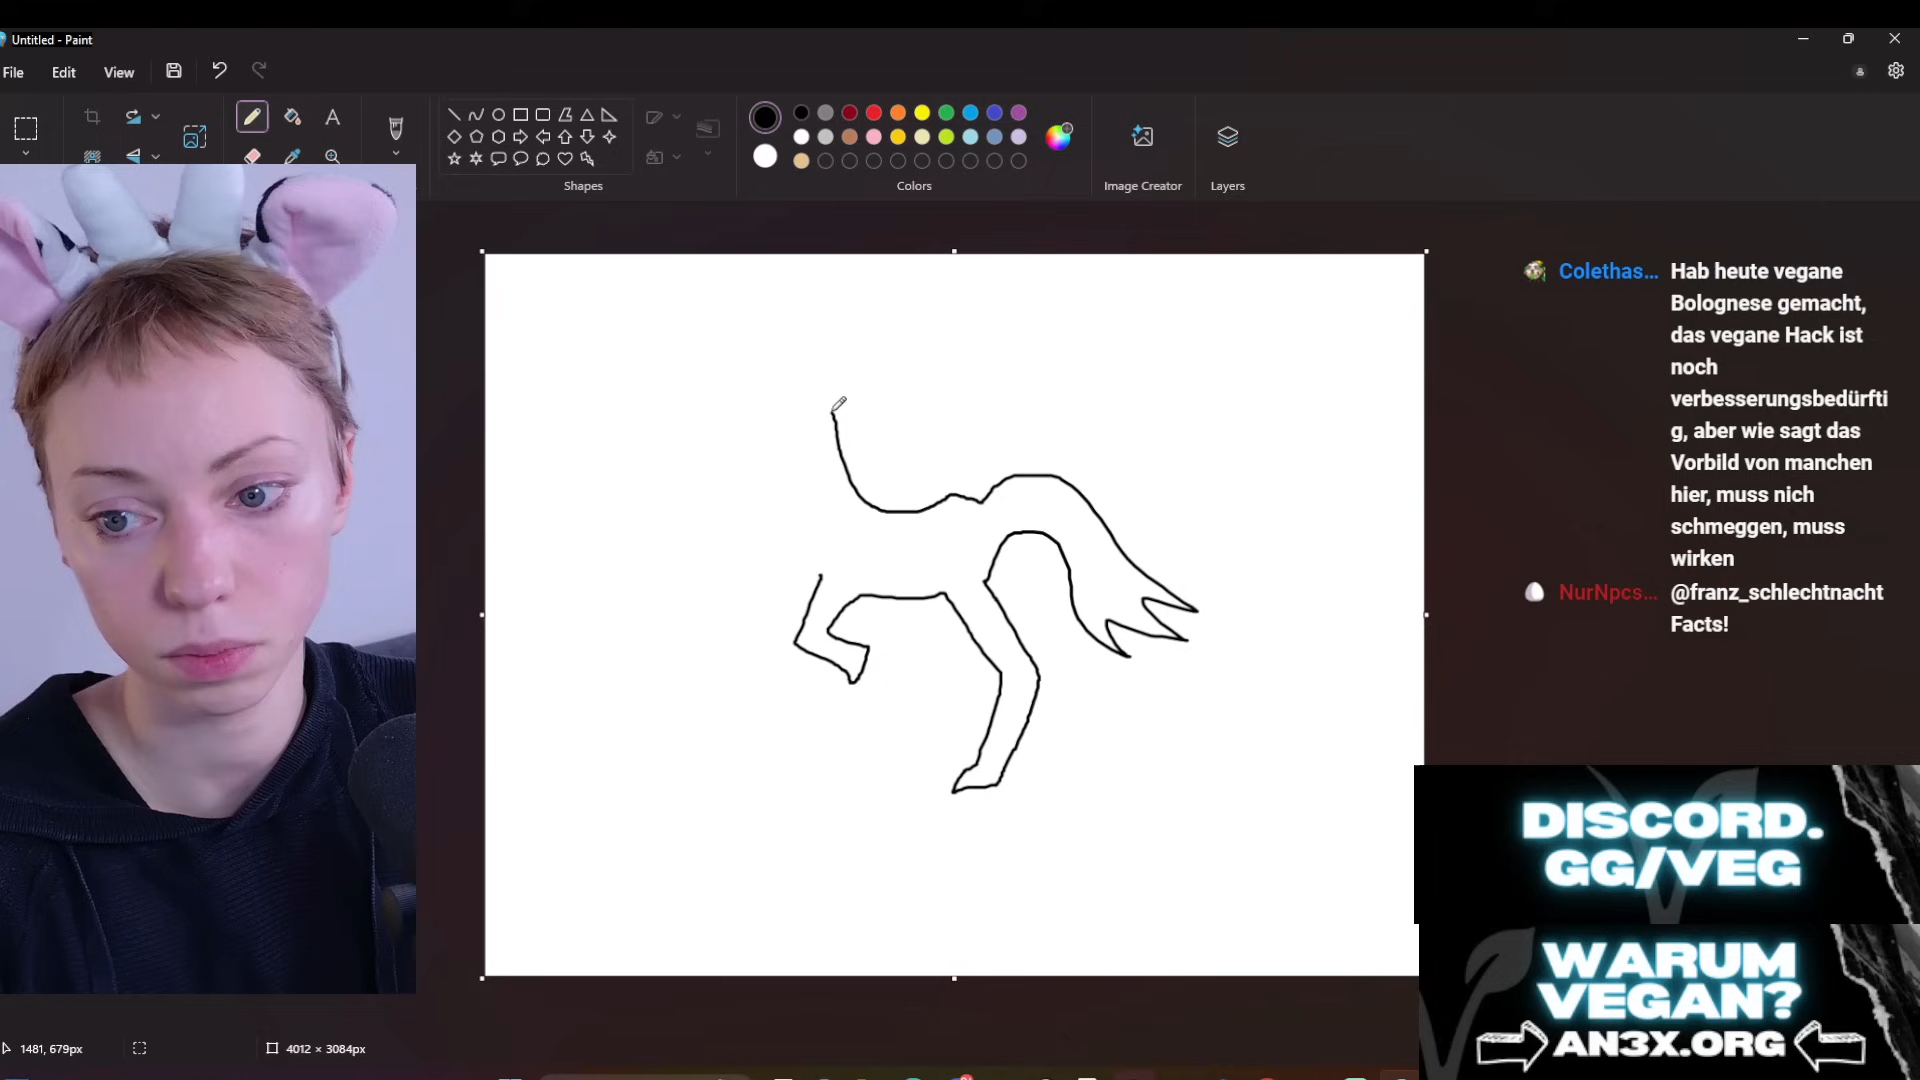 Untitled - Paint
File Edit View
Shapes
Colors
Image Creator
Layers
Colethas... Hab heute vegane
Bolognese gemacht,
das vegane Hack ist
noch
verbesserungsbedürfti
g, aber wie sagt das
Vorbild von manchen
hier, muss nich
schmeggen, muss
wirken
NurNpcs... @franz_schlechtnacht
Facts!
DISCORD.
GG/VEG
WARUM
VEGAN?
AN3X.ORG
1481, 679px
4012 × 3084px